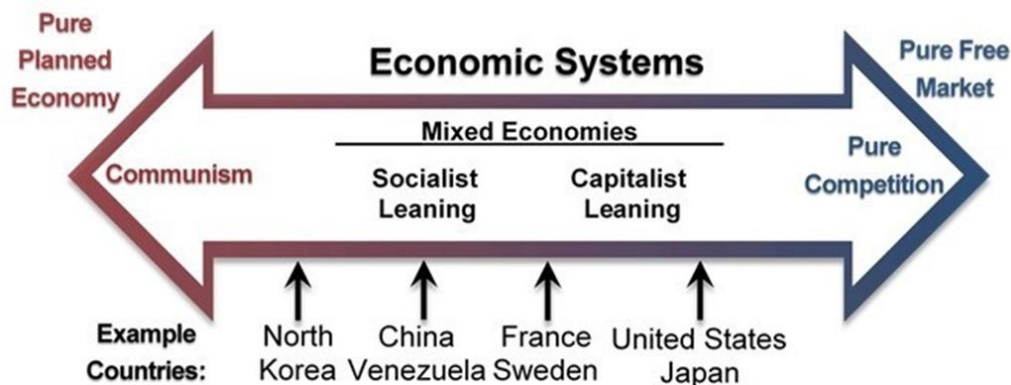 Pure
Planned
Economy
Economic Systems
Pure Free
Market
Mixed Economies
Communism
Socialist
Leaning
Capitalist
Leaning
Pure
Competition
Example
Countries:
North
Korea
China
Venezuela
France
Sweden
United States
Japan